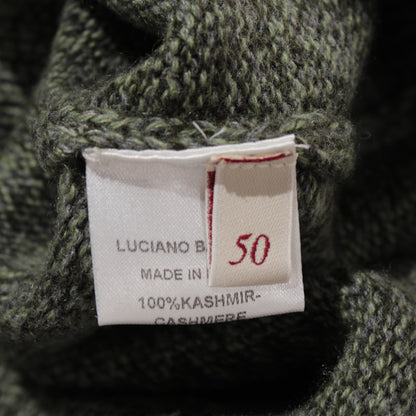 LUCIANO B
MADE IN
50
100%KASHMIR-
CASHMERE